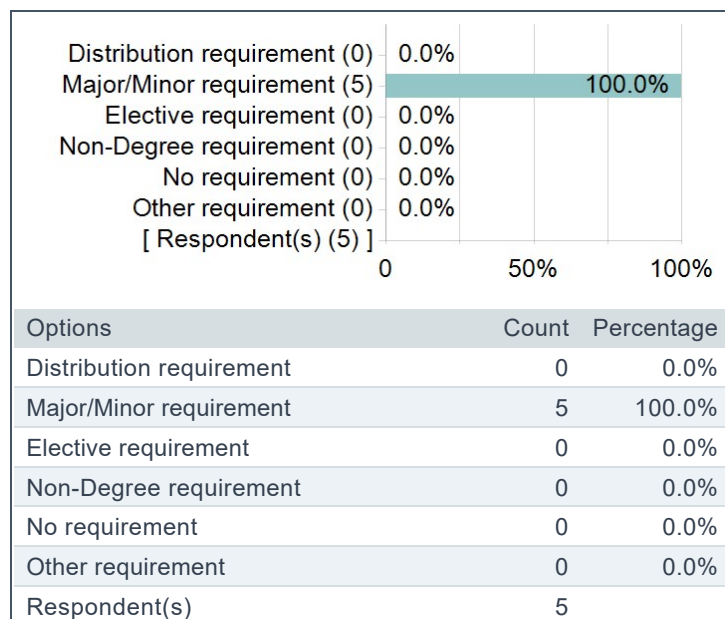 Distribution requirement (0) 0.0%
Major/Minor requirement (5) 100.0%
Elective requirement (0) 0.0%
Non-Degree requirement (0) 0.0%
No requirement (0) 0.0%
Other requirement (0) 0.0%
[ Respondent(s) (5) ]
0 50% 100%
Options Count Percentage
Distribution requirement 0 0.0%
Major/Minor requirement 5 100.0%
Elective requirement 0 0.0%
Non-Degree requirement 0 0.0%
No requirement 0 0.0%
Other requirement 0 0.0%
Respondent(s) 5